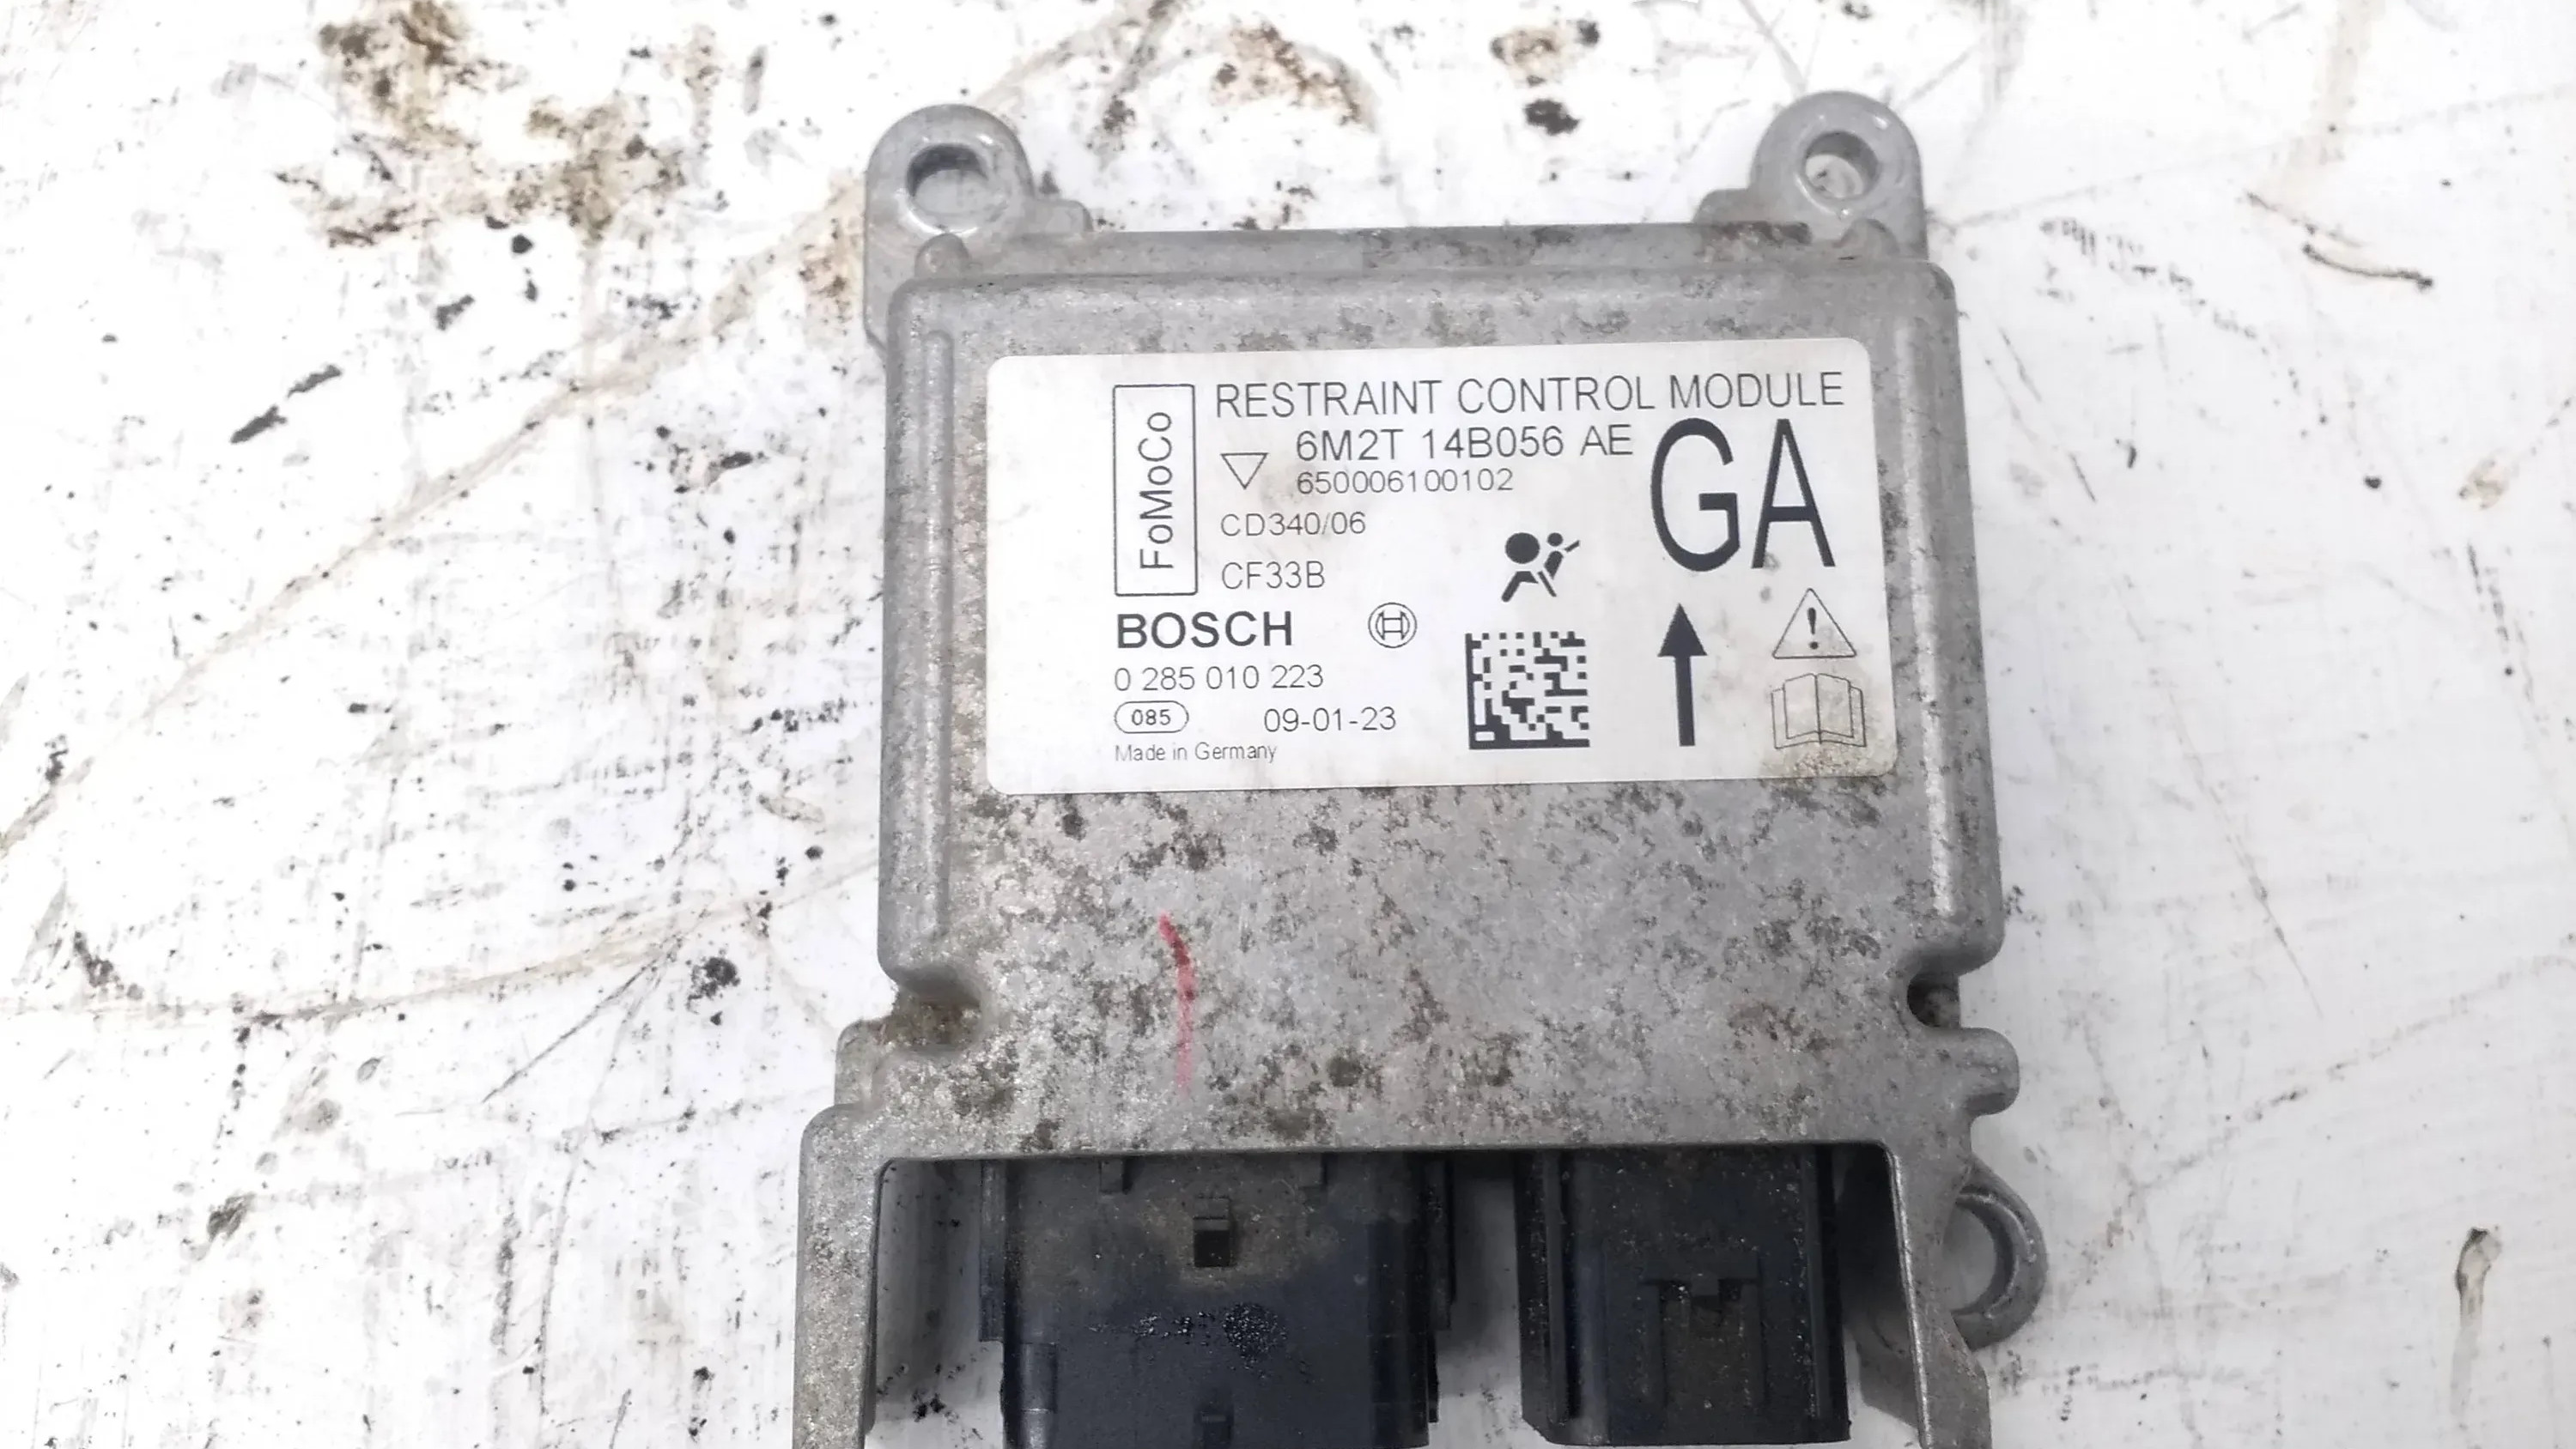 FoMoCo
RESTRAINT CONTROL MODULE
6M2T 14B056 AE
GA
650006100102
CD340/06
CF33B
BOSCH
0 285 010 223
085 09-01-23
Made in Germany